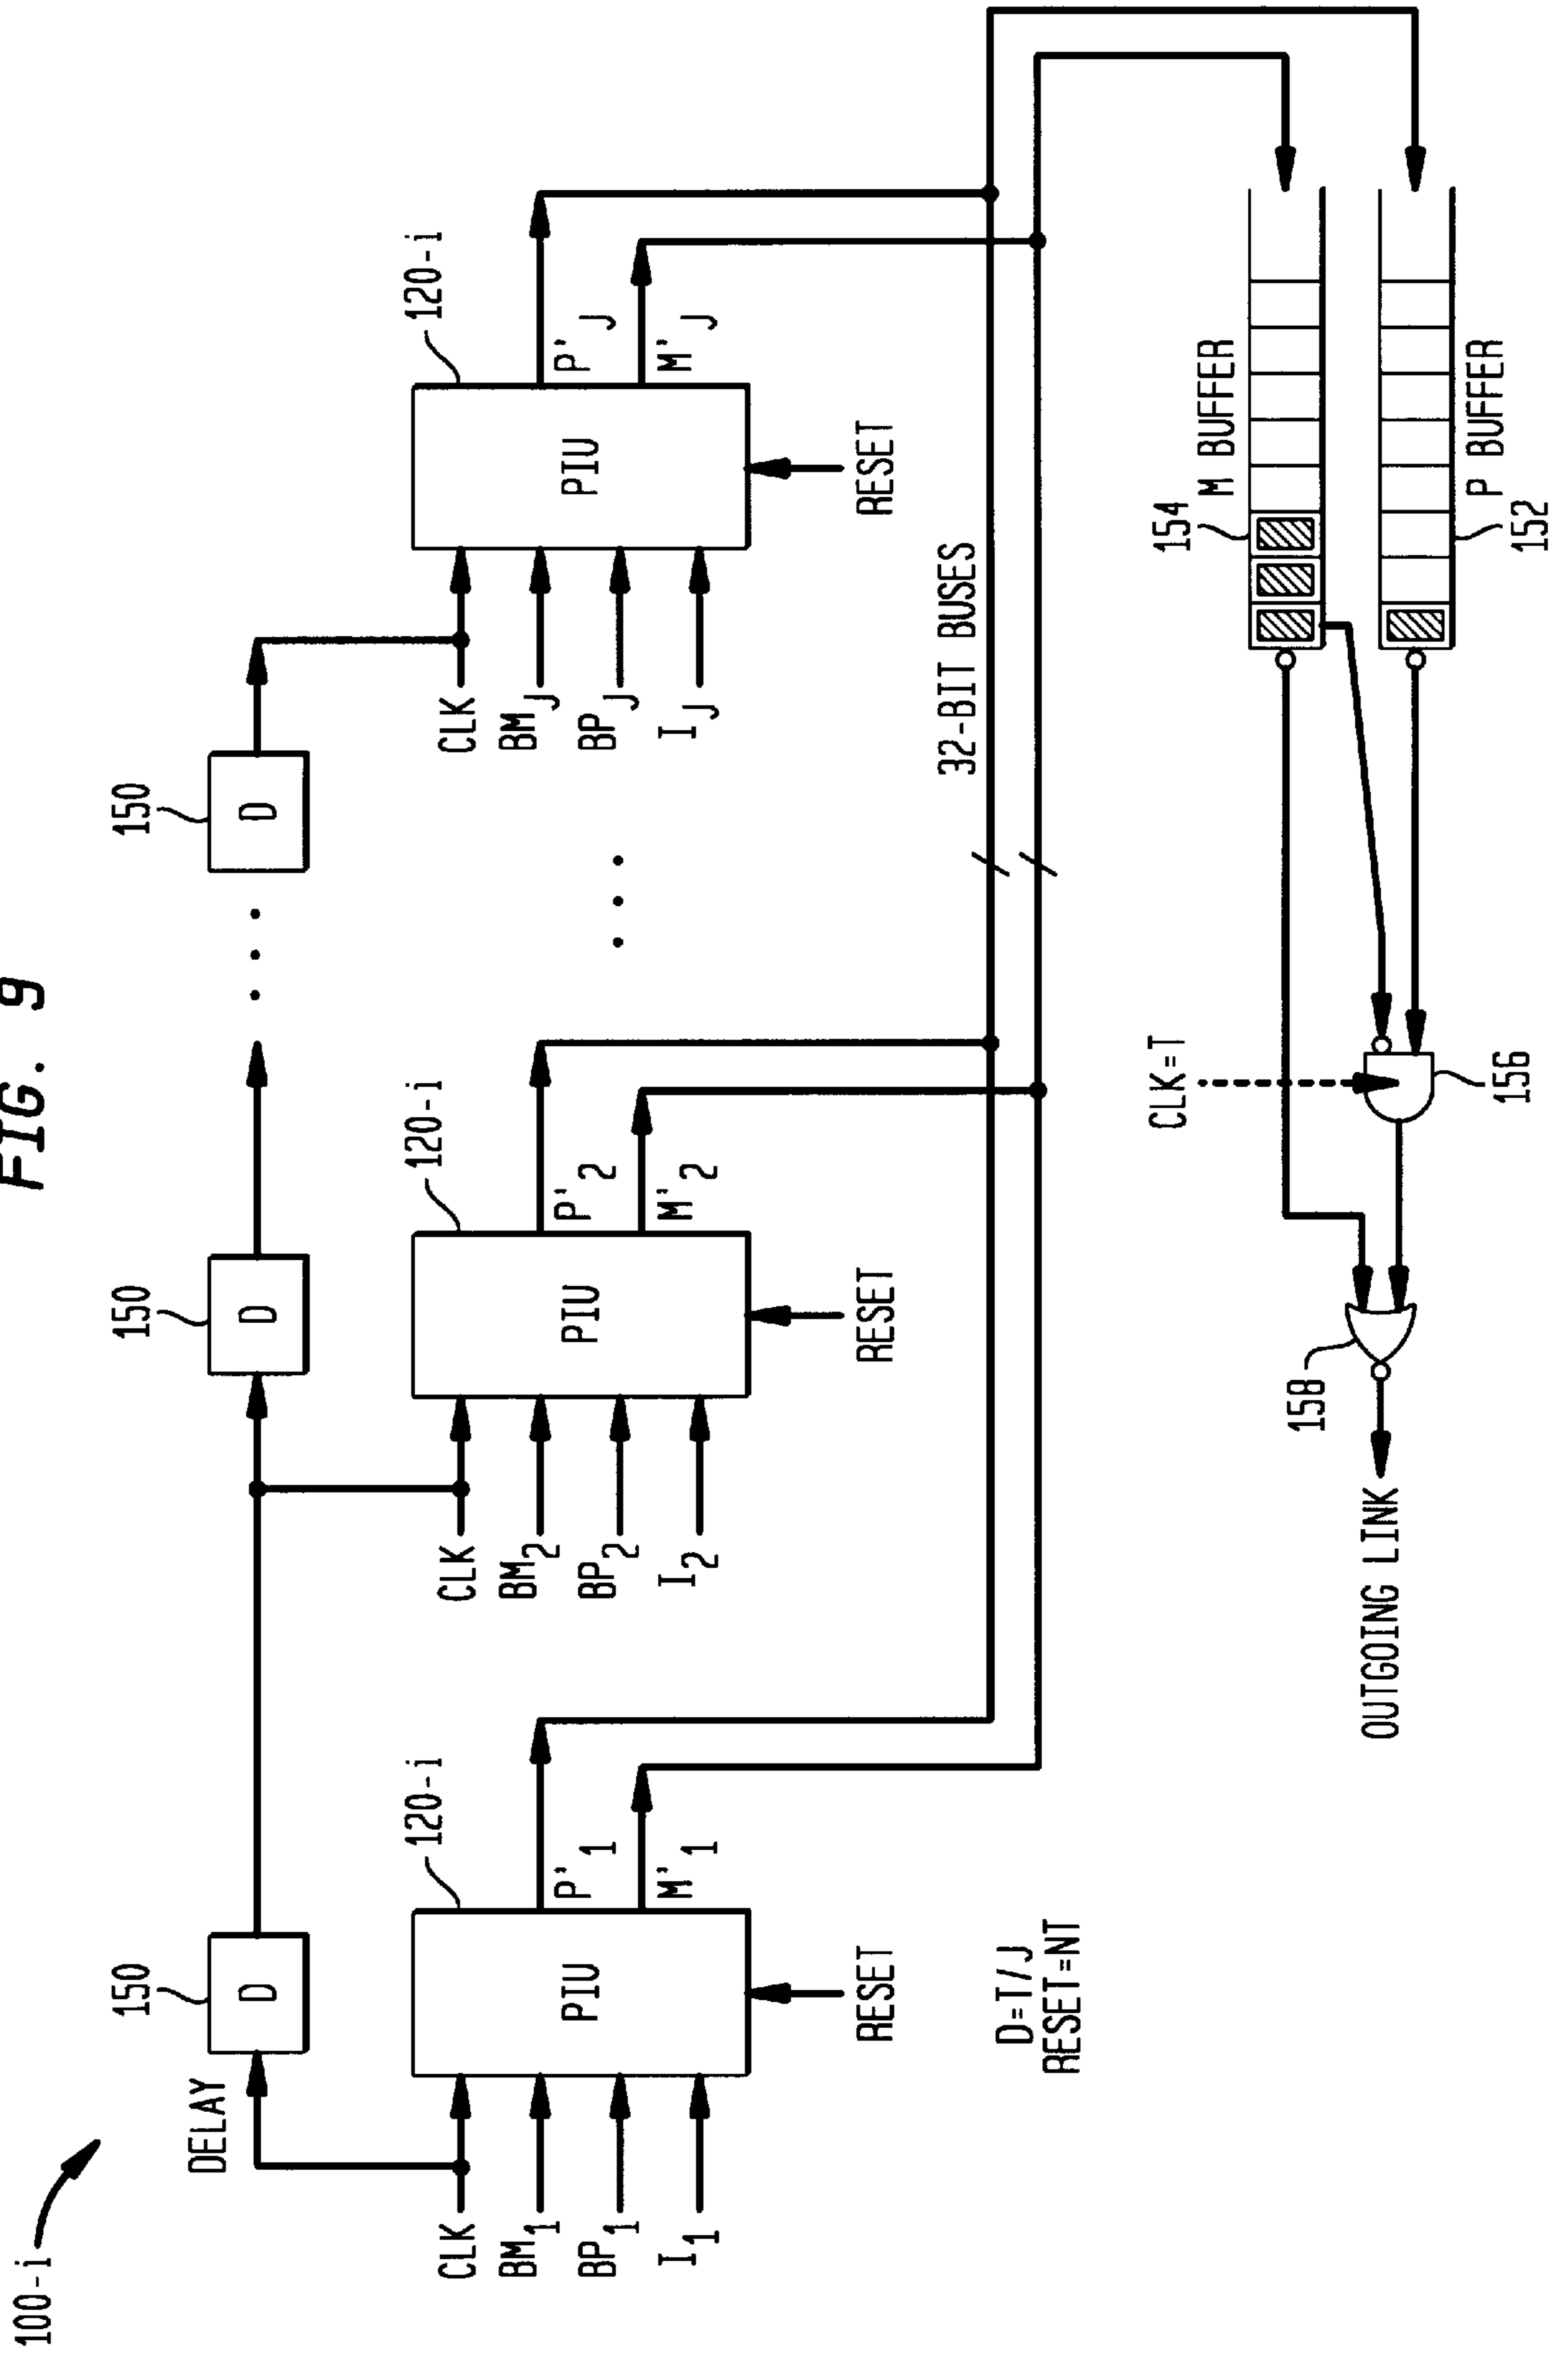 FIG. 9
100-i
DELAY
150
D
150
D
150
D
CLK
BM1
BP1
I1
PIU
120-i
P'1
M'1
RESET
CLK
BM2
BP2
I2
PIU
120-i
P'2
M'2
RESET
CLK
BMJ
BPJ
IJ
PIU
120-i
P'J
M'J
RESET
D=T/J
RESET=NT
32-BIT BUSES
154
M BUFFER
152
P BUFFER
CLK=T
156
158
OUTGOING LINK